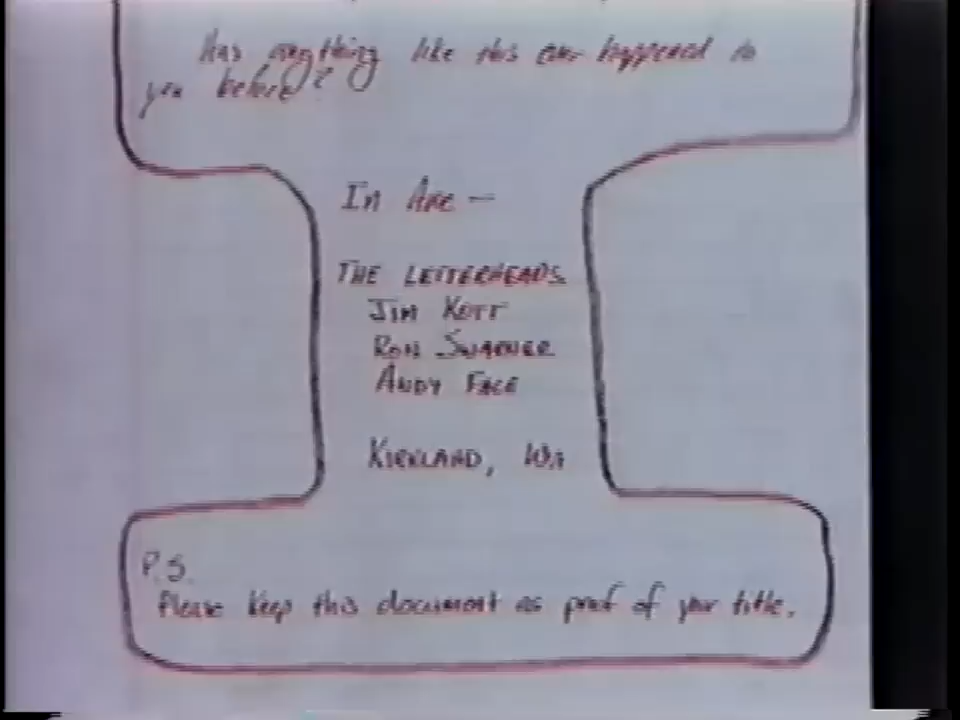 Has anything like this ever happened to
you before?
In Awe —
THE LETTERHEADS
JIM KOTT
RON SWARNER
ANDY FACE
KIRKLAND, WA
P.S.
Please keep this document as proof of your title.